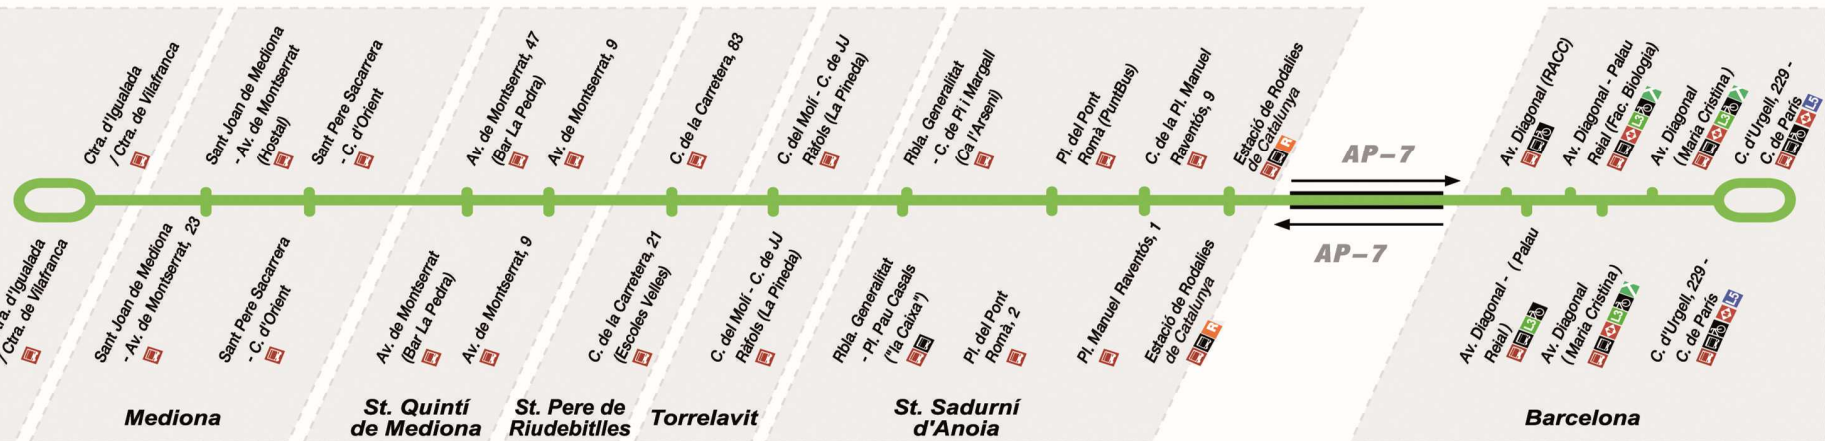 Ctra. d'Igualada
/ Ctra. de Vilafranca
Sant Joan de Mediona
- Av. de Montserrat
(Hostal)
Sant Pere Sacarrera
- C. d'Orient
Av. de Montserrat, 47
(Bar La Pedra)
Av. de Montserrat, 9
C. de la Carretera, 83
C. del Molí - C. de JJ
Ràfols (La Pineda)
Rbla. Generalitat
- C. de Pi i Margall
(Ca l'Arseni)
Pl. del Pont
Romà (PuntBus)
C. de la Pl. Manuel
Raventós, 9
Estació de Rodalies
de Catalunya
R
AP-7
Av. Diagonal (RACC)
Av. Diagonal - Palau
Reial (Fac. Biologia)
L3
Av. Diagonal
(Maria Cristina)
L3
C. d'Urgell, 229 -
C. de París
L5
AP-7
tra. d'Igualada
/ Ctra. de Vilafranca
Sant Joan de Mediona
- Av. de Montserrat, 23
Sant Pere Sacarrera
- C. d'Orient
Av. de Montserrat
(Bar La Pedra)
Av. de Montserrat, 9
C. de la Carretera, 21
(Escoles Velles)
C. del Molí - C. de JJ
Ràfols (La Pineda)
Rbla. Generalitat
- Pl. Pau Casals
("la Caixa")
Pl. del Pont
Romà, 2
Pl. Manuel Raventós, 1
Estació de Rodalies
de Catalunya
R
Av. Diagonal - (Palau
Reial)
L3
Av. Diagonal
(Maria Cristina)
L3
C. d'Urgell, 229 -
C. de París
L5
Mediona
St. Quintí
de Mediona
St. Pere de
Riudebitlles
Torrelavit
St. Sadurní
d'Anoia
Barcelona